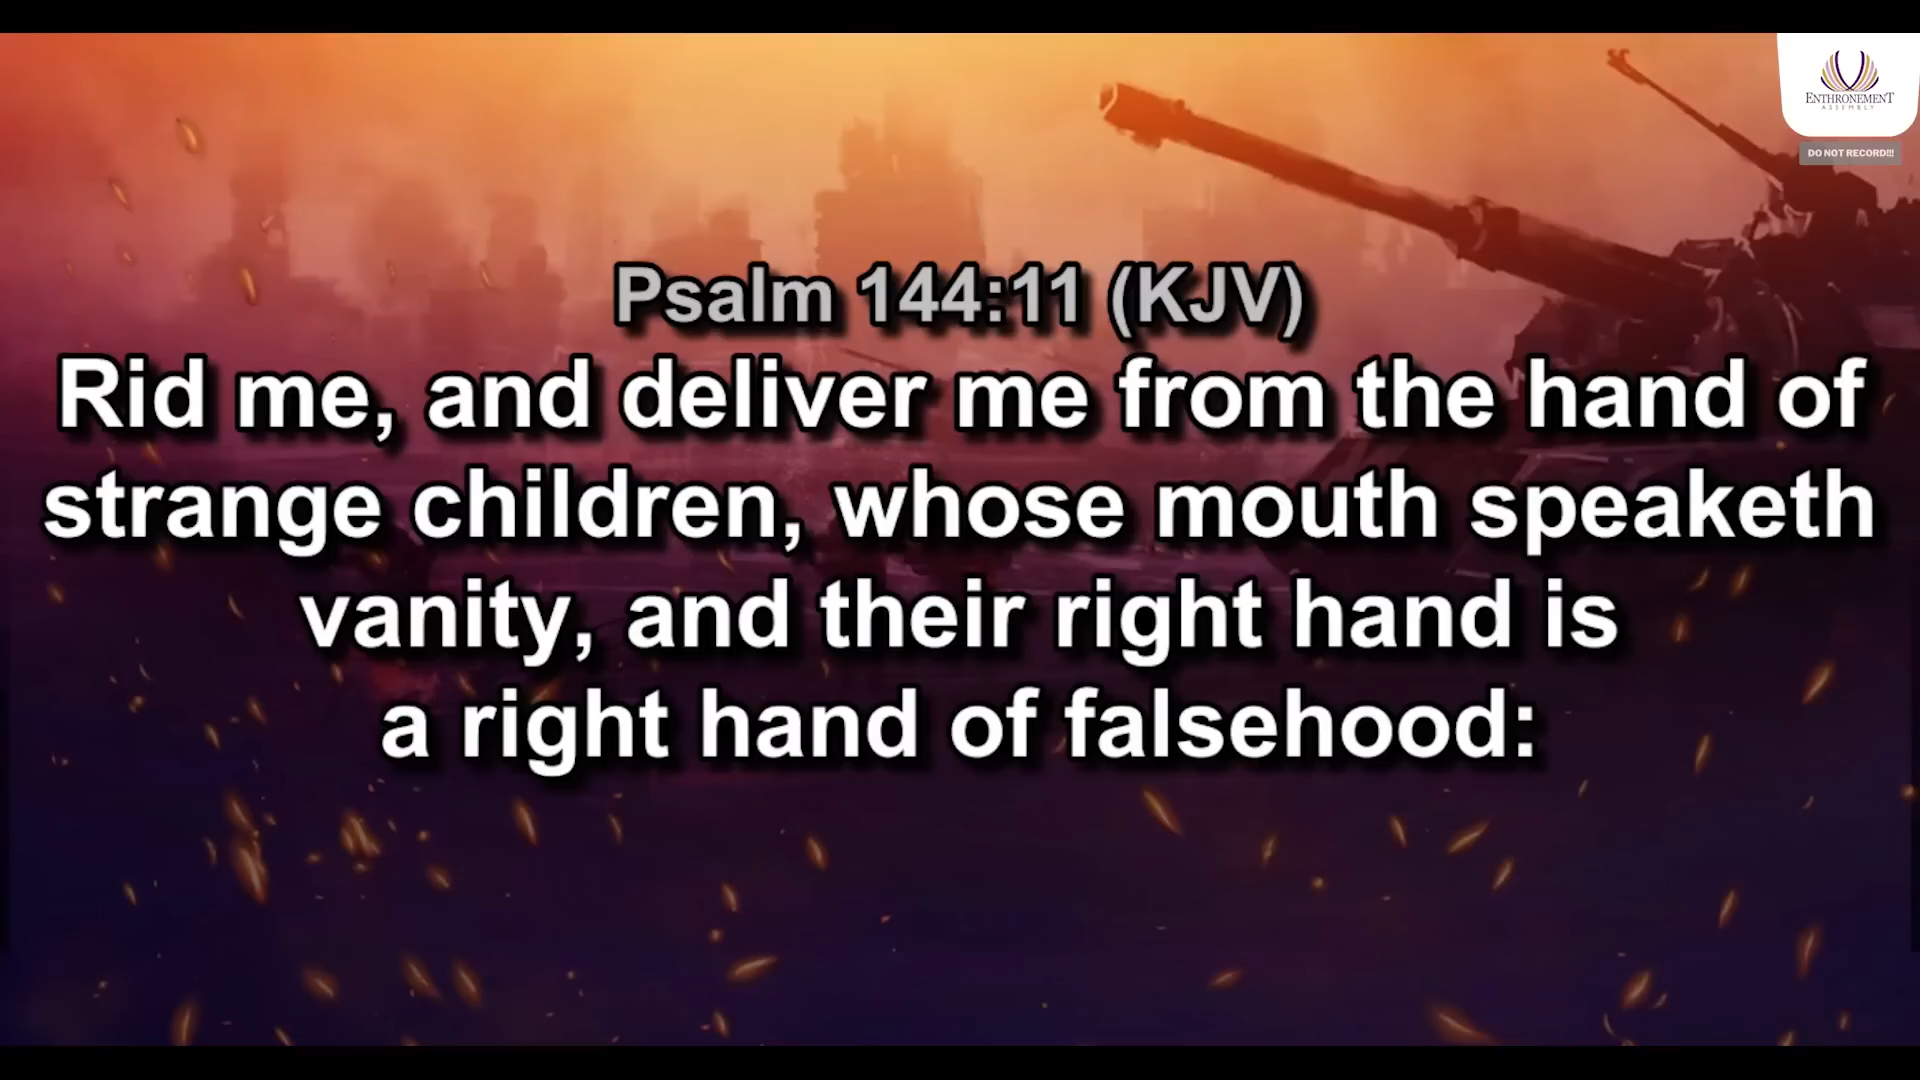 ENTHRONEMENT
ASSEMBLY
DO NOT RECORD!!!
Psalm 144:11 (KJV)
Rid me, and deliver me from the hand of
strange children, whose mouth speaketh
vanity, and their right hand is
a right hand of falsehood: